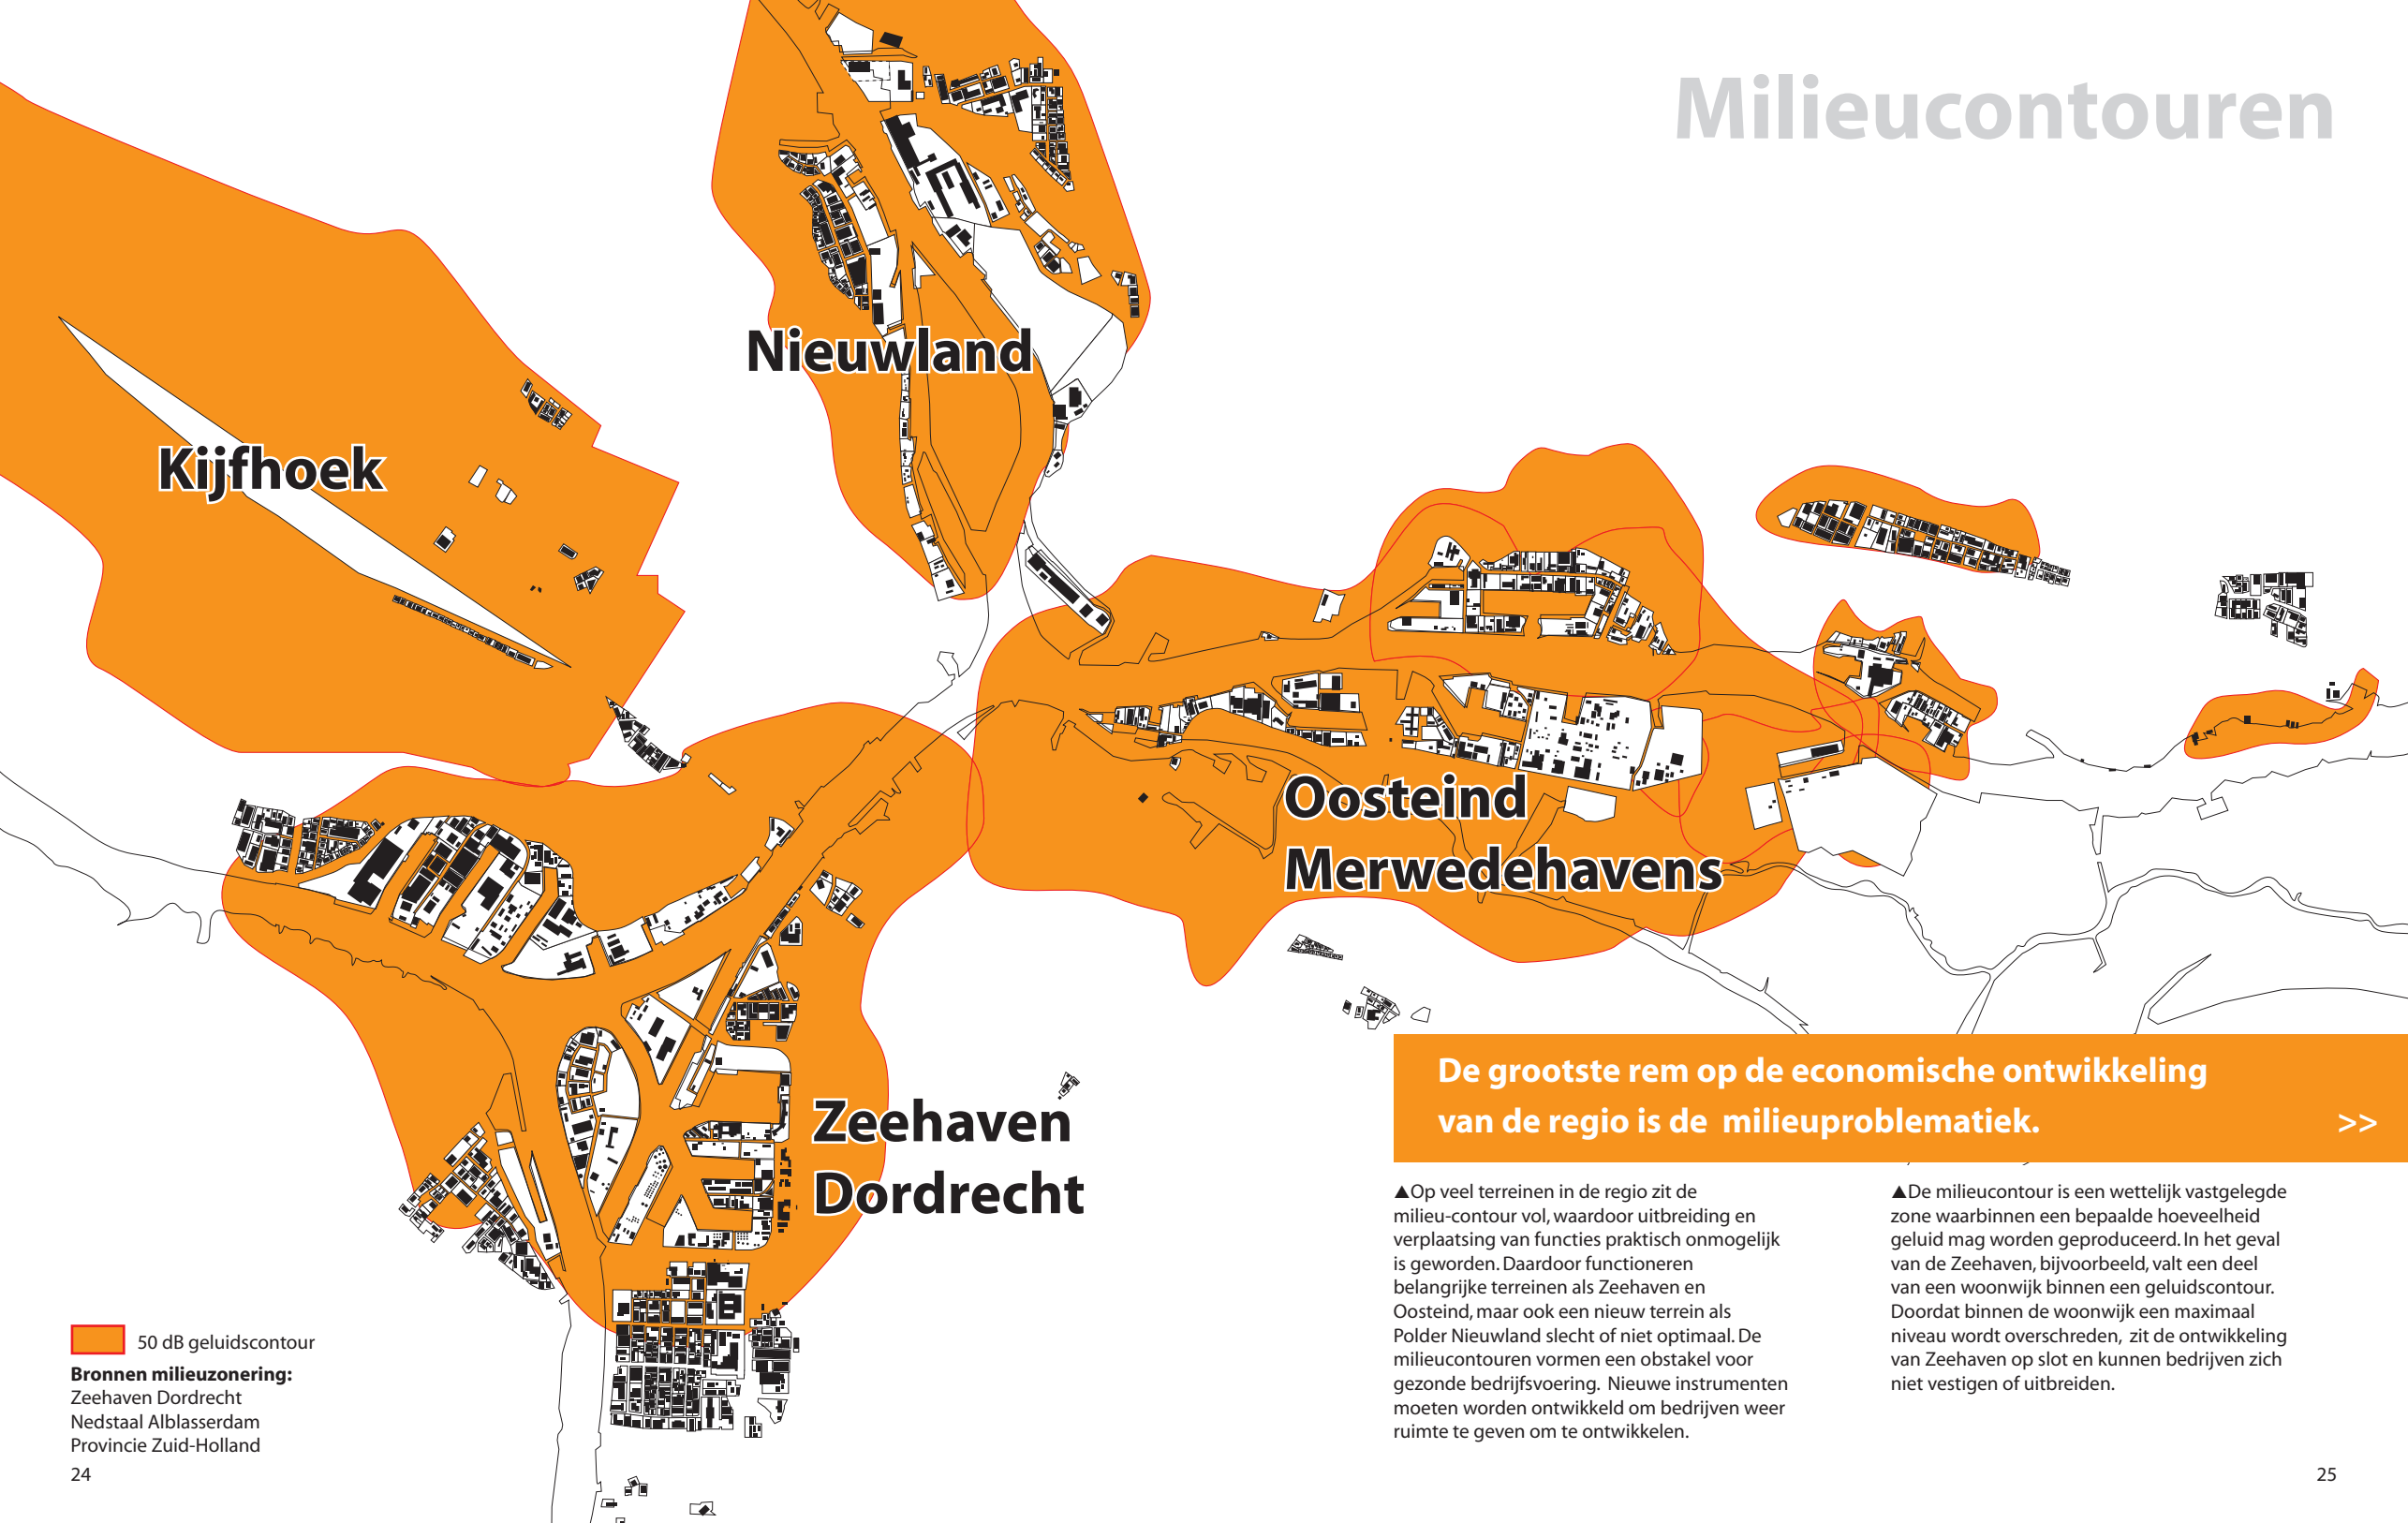 Milieucontouren
Nieuwland
Kijfhoek
Oosteind
Merwedehavens
Zeehaven
Dordrecht
De grootste rem op de economische ontwikkeling
van de regio is de milieuproblematiek. >>
▲Op veel terreinen in de regio zit de
milieu-contour vol, waardoor uitbreiding en
verplaatsing van functies praktisch onmogelijk
is geworden. Daardoor functioneren
belangrijke terreinen als Zeehaven en
Oosteind, maar ook een nieuw terrein als
Polder Nieuwland slecht of niet optimaal. De
milieucontouren vormen een obstakel voor
gezonde bedrijfsvoering. Nieuwe instrumenten
moeten worden ontwikkeld om bedrijven weer
ruimte te geven om te ontwikkelen.
▲De milieucontour is een wettelijk vastgelegde
zone waarbinnen een bepaalde hoeveelheid
geluid mag worden geproduceerd. In het geval
van de Zeehaven, bijvoorbeeld, valt een deel
van een woonwijk binnen een geluidscontour.
Doordat binnen de woonwijk een maximaal
niveau wordt overschreden, zit de ontwikkeling
van Zeehaven op slot en kunnen bedrijven zich
niet vestigen of uitbreiden.
50 dB geluidscontour
Bronnen milieuzonering:
Zeehaven Dordrecht
Nedstaal Alblasserdam
Provincie Zuid-Holland
24
25